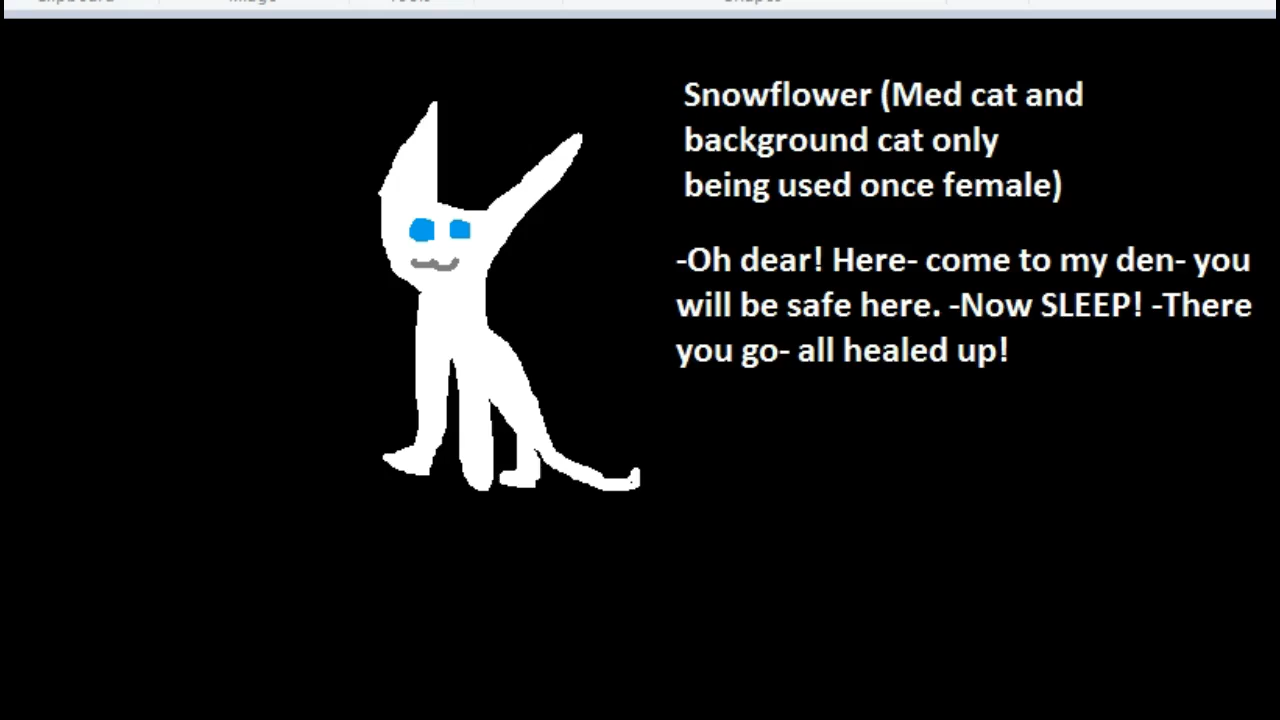 Snowflower (Med cat and
background cat only
being used once female)
-Oh dear! Here- come to my den- you
will be safe here. -Now SLEEP! -There
you go- all healed up!